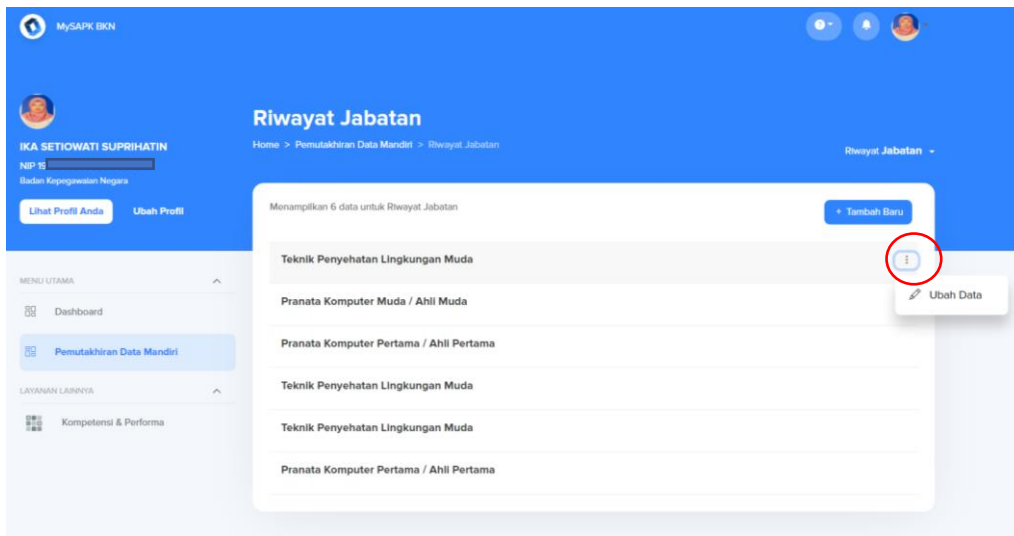 MySAPK BKN
IKA SETIOWATI SUPRIHATIN
NIP 19
Badan Kepegawaian Negara
Lihat Profil Anda
Ubah Profil
MENU UTAMA
Dashboard
Pemutakhiran Data Mandiri
LAYANAN LAINNYA
Kompetensi & Performa
Riwayat Jabatan
Home > Pemutakhiran Data Mandiri > Riwayat Jabatan
Riwayat Jabatan
Menampilkan 6 data untuk Riwayat Jabatan
+ Tambah Baru
Teknik Penyehatan Lingkungan Muda
Ubah Data
Pranata Komputer Muda / Ahli Muda
Pranata Komputer Pertama / Ahli Pertama
Teknik Penyehatan Lingkungan Muda
Teknik Penyehatan Lingkungan Muda
Pranata Komputer Pertama / Ahli Pertama